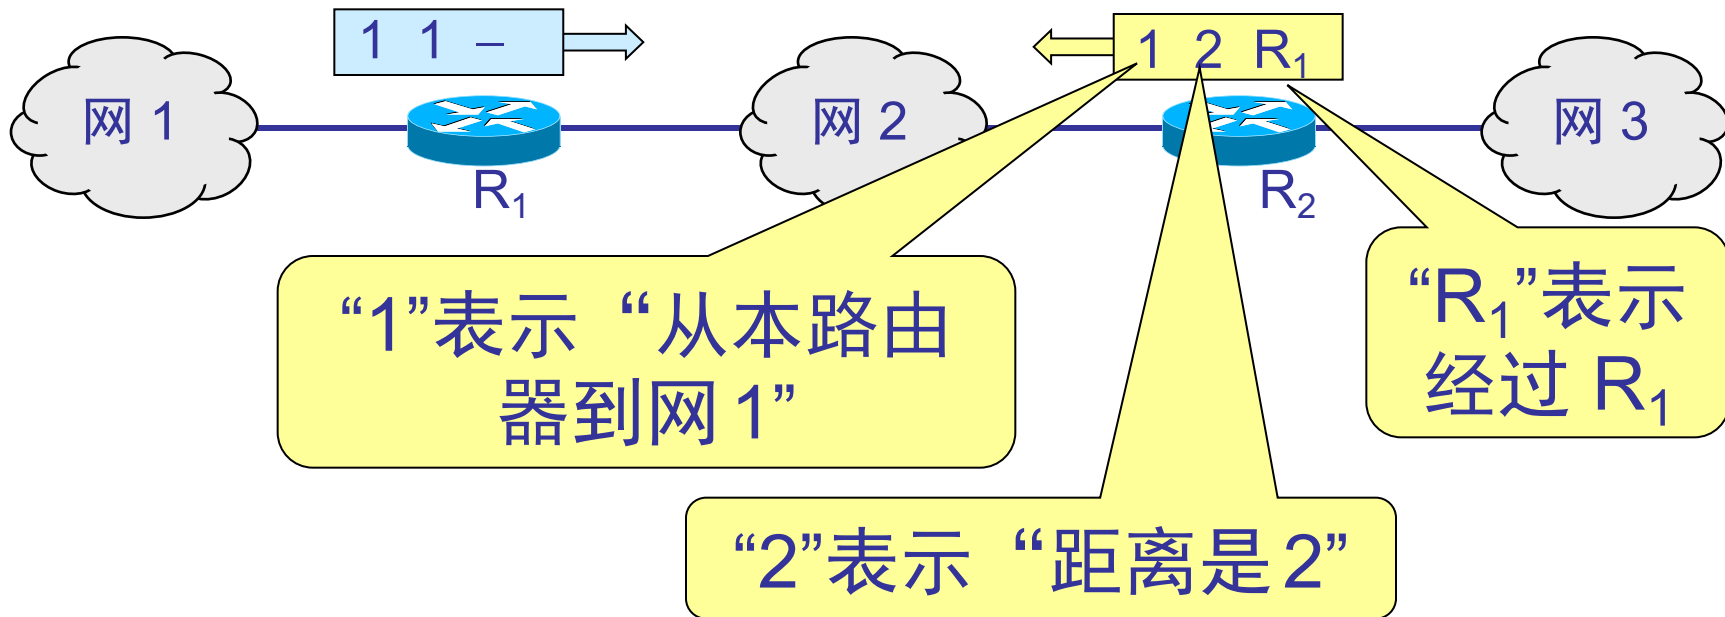 1 1 –
1 2 R₁
网 1
网 2
网 3
R₁
R₂
“1”表示 “从本路由
器到网 1”
“R₁”表示
经过 R₁
“2”表示 “距离是 2”